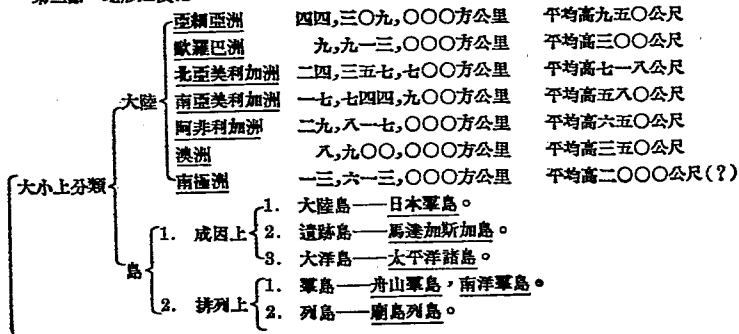 亞細亞洲 四四,三〇九,〇〇〇方公里 平均高九五〇公尺
歐羅巴洲 九,九一三,〇〇〇方公里 平均高三〇〇公尺
北亞美利加洲 二四,三五七,七〇〇方公里 平均高七一八公尺
大陸 南亞美利加洲 一七,七四四,九〇〇方公里 平均高五八〇公尺
阿非利加洲 二九,八一七,〇〇〇方公里 平均高六五〇公尺
澳洲 八,九〇〇,〇〇〇方公里 平均高三五〇公尺
大小上分類 南極洲 一三,六一三,〇〇〇方公里 平均高二〇〇〇公尺(?)
1. 大陸島——日本羣島。
1. 成因上 2. 遺跡島——馬達加斯加島。
3. 大洋島——太平洋諸島。
島
1. 羣島——舟山羣島,南洋羣島。
2. 排列上
2. 列島——廟島列島。